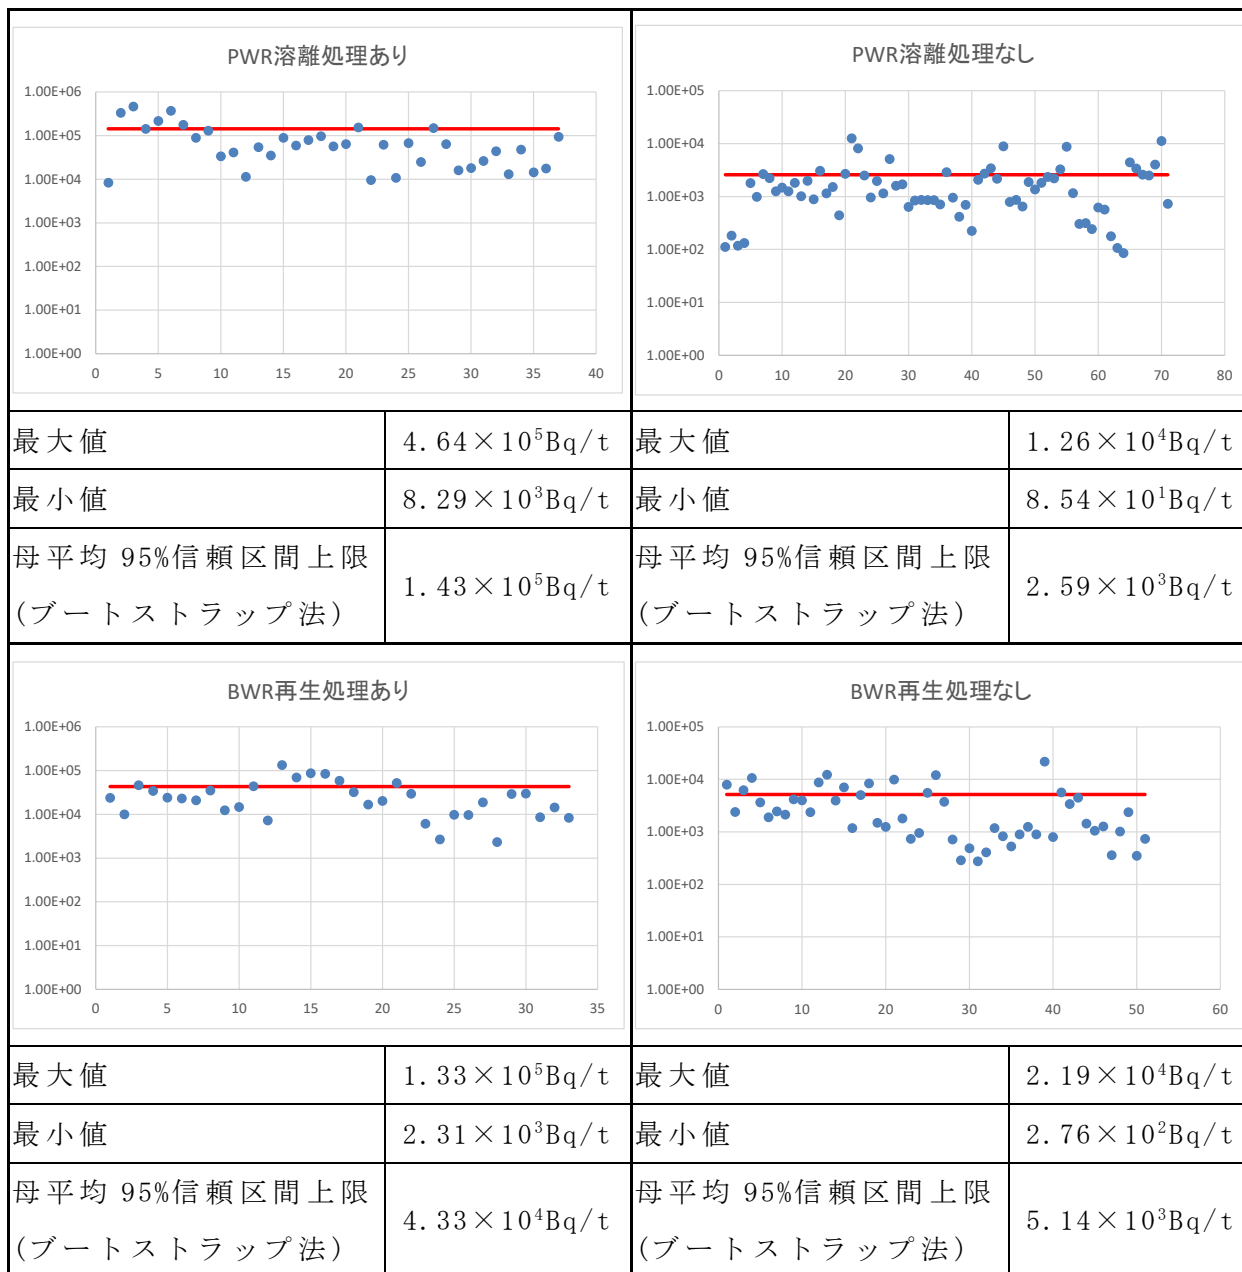 PWR溶離処理あり
1.00E+06
1.00E+05
1.00E+04
1.00E+03
1.00E+02
1.00E+01
1.00E+00
0 5 10 15 20 25 30 35 40
最大値 4.64×10⁵Bq/t
最小値 8.29×10³Bq/t
母平均 95%信頼区間上限
(ブートストラップ法) 1.43×10⁵Bq/t
PWR溶離処理なし
1.00E+05
1.00E+04
1.00E+03
1.00E+02
1.00E+01
1.00E+00
0 10 20 30 40 50 60 70 80
最大値 1.26×10⁴Bq/t
最小値 8.54×10¹Bq/t
母平均 95%信頼区間上限
(ブートストラップ法) 2.59×10³Bq/t
BWR再生処理あり
1.00E+06
1.00E+05
1.00E+04
1.00E+03
1.00E+02
1.00E+01
1.00E+00
0 5 10 15 20 25 30 35
最大値 1.33×10⁵Bq/t
最小値 2.31×10³Bq/t
母平均 95%信頼区間上限
(ブートストラップ法) 4.33×10⁴Bq/t
BWR再生処理なし
1.00E+05
1.00E+04
1.00E+03
1.00E+02
1.00E+01
1.00E+00
0 10 20 30 40 50 60
最大値 2.19×10⁴Bq/t
最小値 2.76×10²Bq/t
母平均 95%信頼区間上限
(ブートストラップ法) 5.14×10³Bq/t